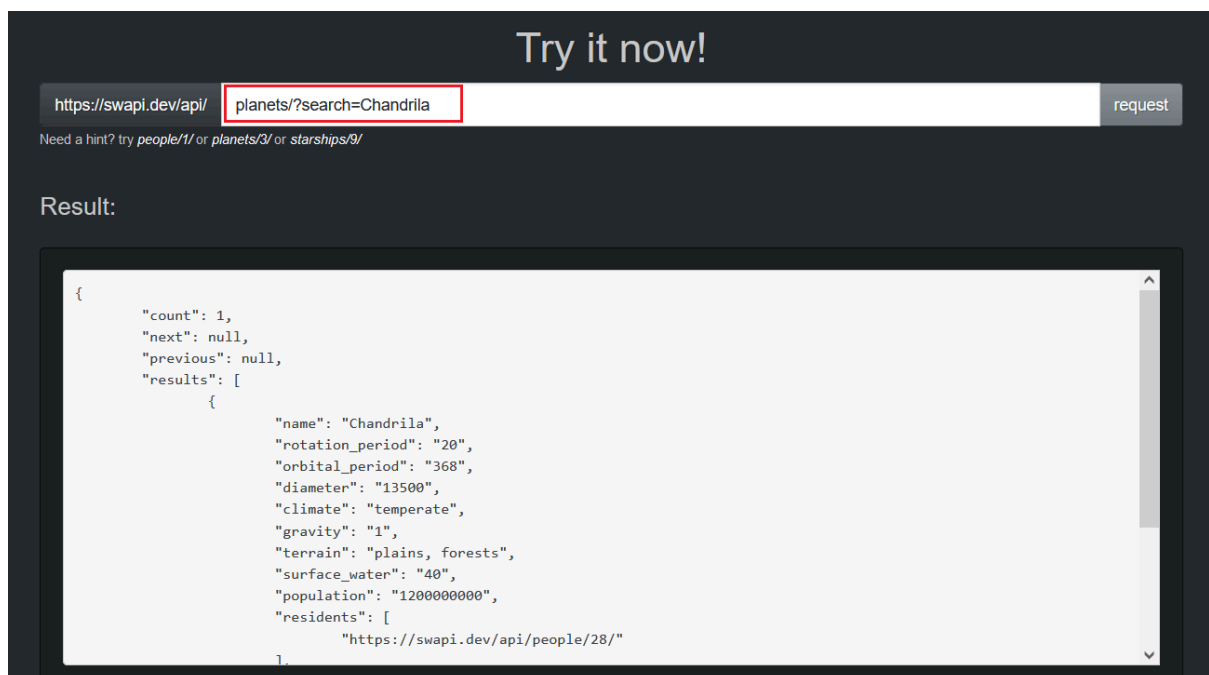 Try it now!
https://swapi.dev/api/ planets/?search=Chandrila request
Need a hint? try people/1/ or planets/3/ or starships/9/
Result:
{
"count": 1,
"next": null,
"previous": null,
"results": [
{
"name": "Chandrila",
"rotation_period": "20",
"orbital_period": "368",
"diameter": "13500",
"climate": "temperate",
"gravity": "1",
"terrain": "plains, forests",
"surface_water": "40",
"population": "1200000000",
"residents": [
"https://swapi.dev/api/people/28/"
],